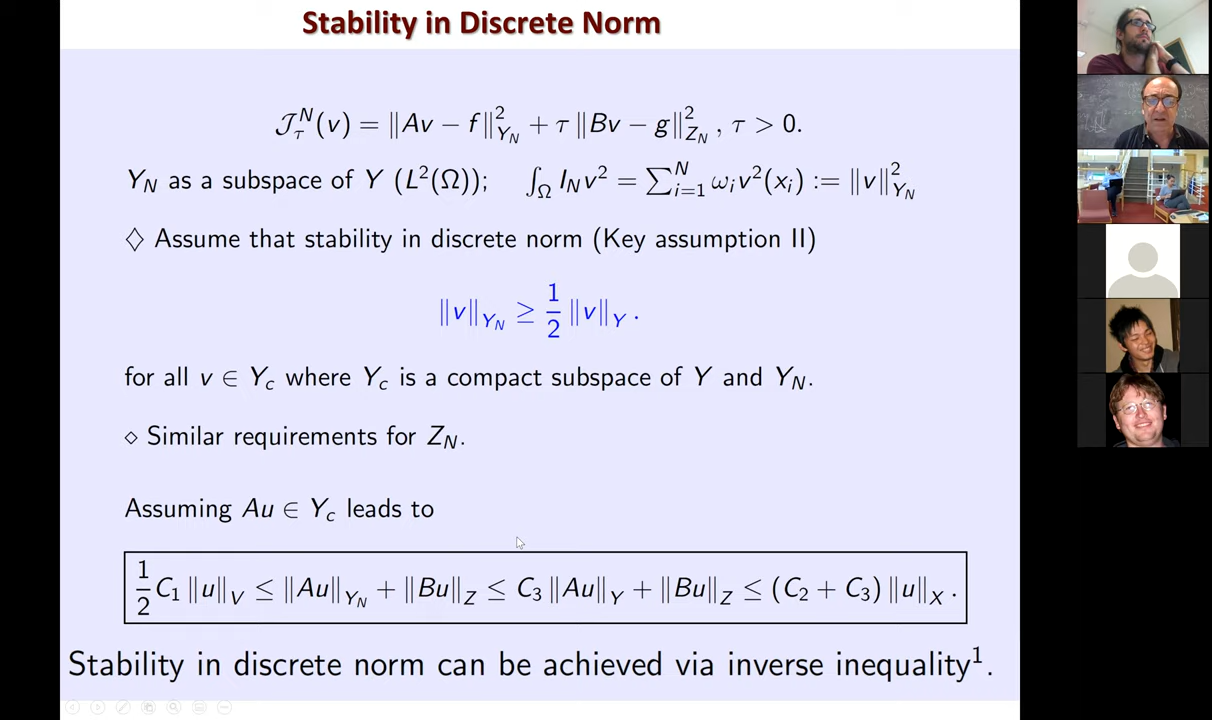 Stability in Discrete Norm
𝒥_τ^N(v) = ‖Av − f‖²_{Y_N} + τ ‖Bv − g‖²_{Z_N} , τ > 0.
Y_N as a subspace of Y (L²(Ω)); ∫_Ω I_N v² = ∑_{i=1}^N ω_i v²(x_i) := ‖v‖²_{Y_N}
♢ Assume that stability in discrete norm (Key assumption II)
‖v‖_{Y_N} ≥ 1/2 ‖v‖_Y .
for all v ∈ Y_c where Y_c is a compact subspace of Y and Y_N.
⋄ Similar requirements for Z_N.
Assuming Au ∈ Y_c leads to
1/2 C_1 ‖u‖_V ≤ ‖Au‖_{Y_N} + ‖Bu‖_Z ≤ C_3 ‖Au‖_Y + ‖Bu‖_Z ≤ (C_2 + C_3) ‖u‖_X .
Stability in discrete norm can be achieved via inverse inequality¹.